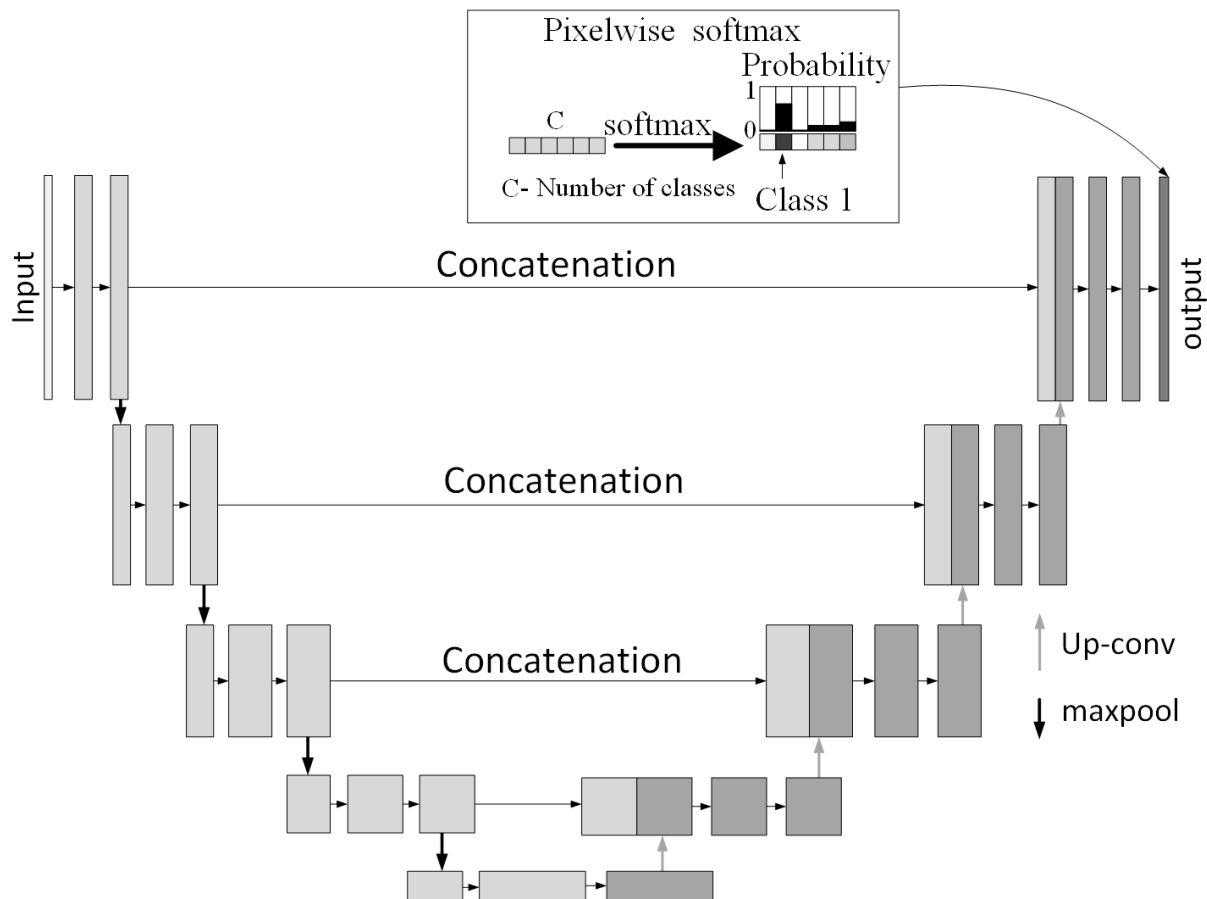 Pixelwise softmax
Probability
1
C
softmax
0
C- Number of classes
Class 1
Input
Concatenation
output
Concatenation
Concatenation
Up-conv
maxpool